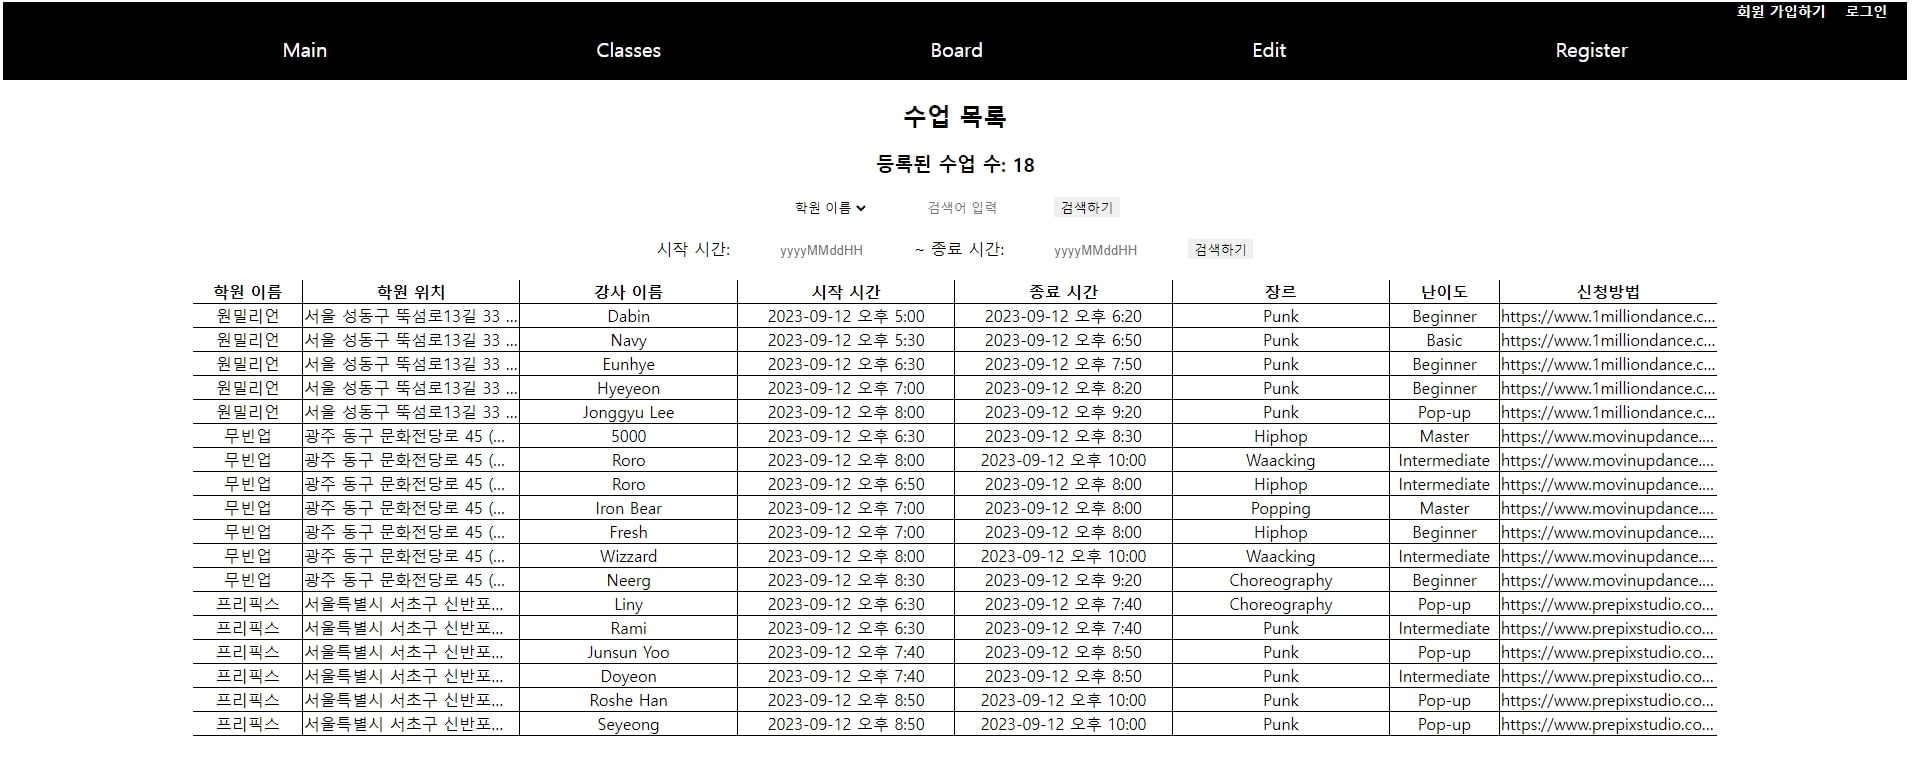 회원 가입하기 로그인
Main Classes Board Edit Register
수업 목록
등록된 수업 수: 18
학원 이름 검색어 입력 검색하기
시작 시간: yyyyMMddHH ~ 종료 시간: yyyyMMddHH 검색하기
학원 이름 학원 위치 강사 이름 시작 시간 종료 시간 장르 난이도 신청방법
원밀리언 서울 성동구 뚝섬로13길 33 ... Dabin 2023-09-12 오후 5:00 2023-09-12 오후 6:20 Punk Beginner https://www.1milliondance.c...
원밀리언 서울 성동구 뚝섬로13길 33 ... Navy 2023-09-12 오후 5:30 2023-09-12 오후 6:50 Punk Basic https://www.1milliondance.c...
원밀리언 서울 성동구 뚝섬로13길 33 ... Eunhye 2023-09-12 오후 6:30 2023-09-12 오후 7:50 Punk Beginner https://www.1milliondance.c...
원밀리언 서울 성동구 뚝섬로13길 33 ... Hyeyeon 2023-09-12 오후 7:00 2023-09-12 오후 8:20 Punk Beginner https://www.1milliondance.c...
원밀리언 서울 성동구 뚝섬로13길 33 ... Jonggyu Lee 2023-09-12 오후 8:00 2023-09-12 오후 9:20 Punk Pop-up https://www.1milliondance.c...
무빈업 광주 동구 문화전당로 45 (... 5000 2023-09-12 오후 6:30 2023-09-12 오후 8:30 Hiphop Master https://www.movinupdance....
무빈업 광주 동구 문화전당로 45 (... Roro 2023-09-12 오후 8:00 2023-09-12 오후 10:00 Waacking Intermediate https://www.movinupdance....
무빈업 광주 동구 문화전당로 45 (... Roro 2023-09-12 오후 6:50 2023-09-12 오후 8:00 Hiphop Intermediate https://www.movinupdance....
무빈업 광주 동구 문화전당로 45 (... Iron Bear 2023-09-12 오후 7:00 2023-09-12 오후 8:00 Popping Master https://www.movinupdance....
무빈업 광주 동구 문화전당로 45 (... Fresh 2023-09-12 오후 7:00 2023-09-12 오후 8:00 Hiphop Beginner https://www.movinupdance....
무빈업 광주 동구 문화전당로 45 (... Wizzard 2023-09-12 오후 8:00 2023-09-12 오후 10:00 Waacking Intermediate https://www.movinupdance....
무빈업 광주 동구 문화전당로 45 (... Neerg 2023-09-12 오후 8:30 2023-09-12 오후 9:20 Choreography Beginner https://www.movinupdance....
프리픽스 서울특별시 서초구 신반포... Liny 2023-09-12 오후 6:30 2023-09-12 오후 7:40 Choreography Pop-up https://www.prepixstudio.co...
프리픽스 서울특별시 서초구 신반포... Rami 2023-09-12 오후 6:30 2023-09-12 오후 7:40 Punk Intermediate https://www.prepixstudio.co...
프리픽스 서울특별시 서초구 신반포... Junsun Yoo 2023-09-12 오후 7:40 2023-09-12 오후 8:50 Punk Pop-up https://www.prepixstudio.co...
프리픽스 서울특별시 서초구 신반포... Doyeon 2023-09-12 오후 7:40 2023-09-12 오후 8:50 Punk Intermediate https://www.prepixstudio.co...
프리픽스 서울특별시 서초구 신반포... Roshe Han 2023-09-12 오후 8:50 2023-09-12 오후 10:00 Punk Pop-up https://www.prepixstudio.co...
프리픽스 서울특별시 서초구 신반포... Seyeong 2023-09-12 오후 8:50 2023-09-12 오후 10:00 Punk Pop-up https://www.prepixstudio.co...